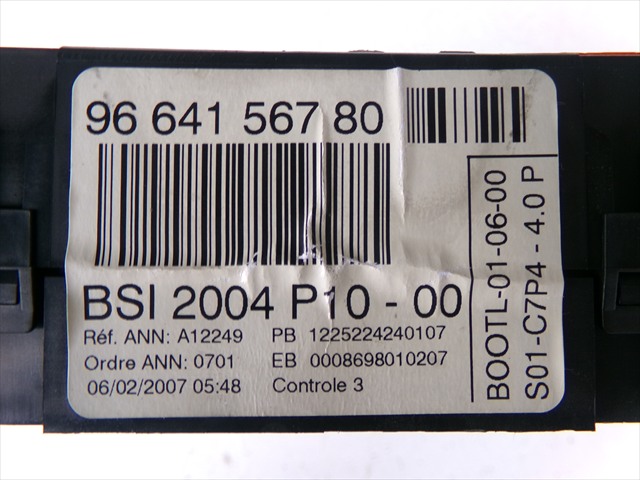 96 641 567 80
BSI 2004 P10 - 00
Réf. ANN: A12249 PB 1225224240107
Ordre ANN: 0701 EB 0008698010207
06/02/2007 05:48 Controle 3
BOOTL-01-06-00
S01-C7P4 - 4.0 P